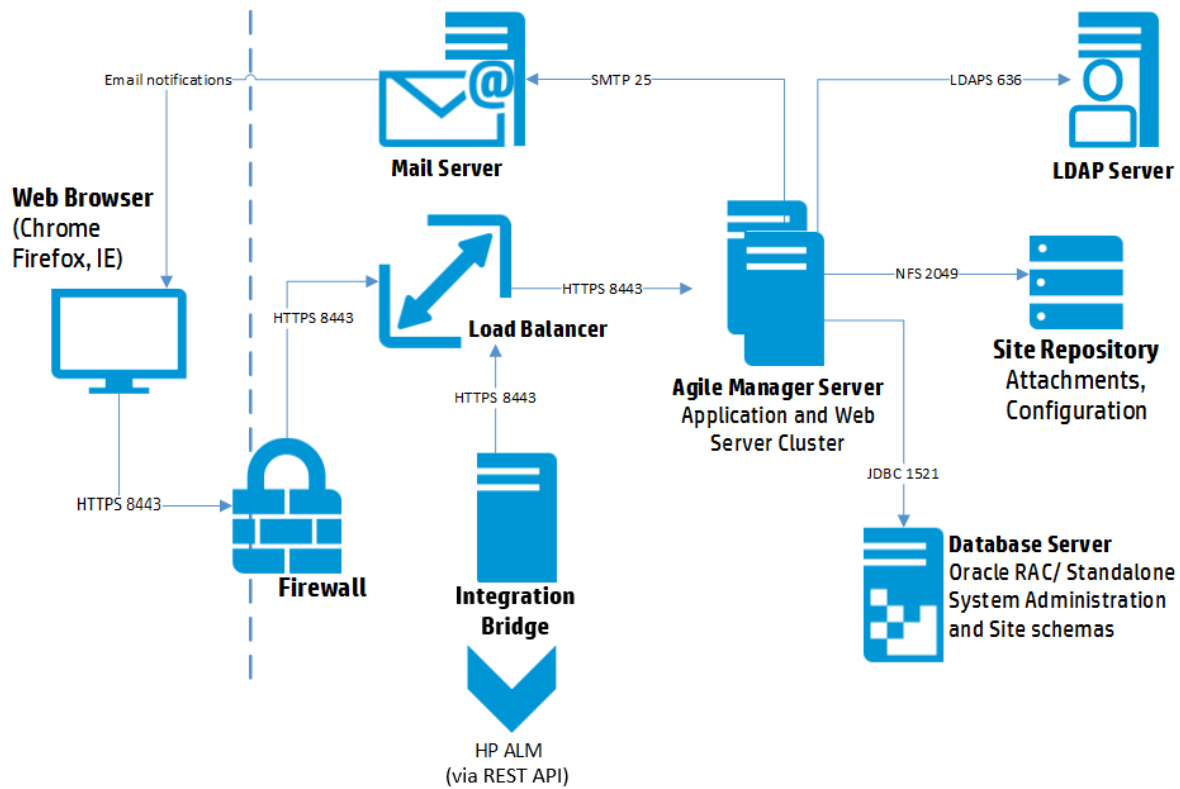 Email notifications
SMTP 25
LDAPS 636
Mail Server
LDAP Server
Web Browser
(Chrome
Firefox, IE)
HTTPS 8443
Load Balancer
HTTPS 8443
NFS 2049
Site Repository
Attachments,
Configuration
HTTPS 8443
Agile Manager Server
Application and Web
Server Cluster
JDBC 1521
HTTPS 8443
Firewall
Integration
Bridge
Database Server
Oracle RAC/ Standalone
System Administration
and Site schemas
HP ALM
(via REST API)